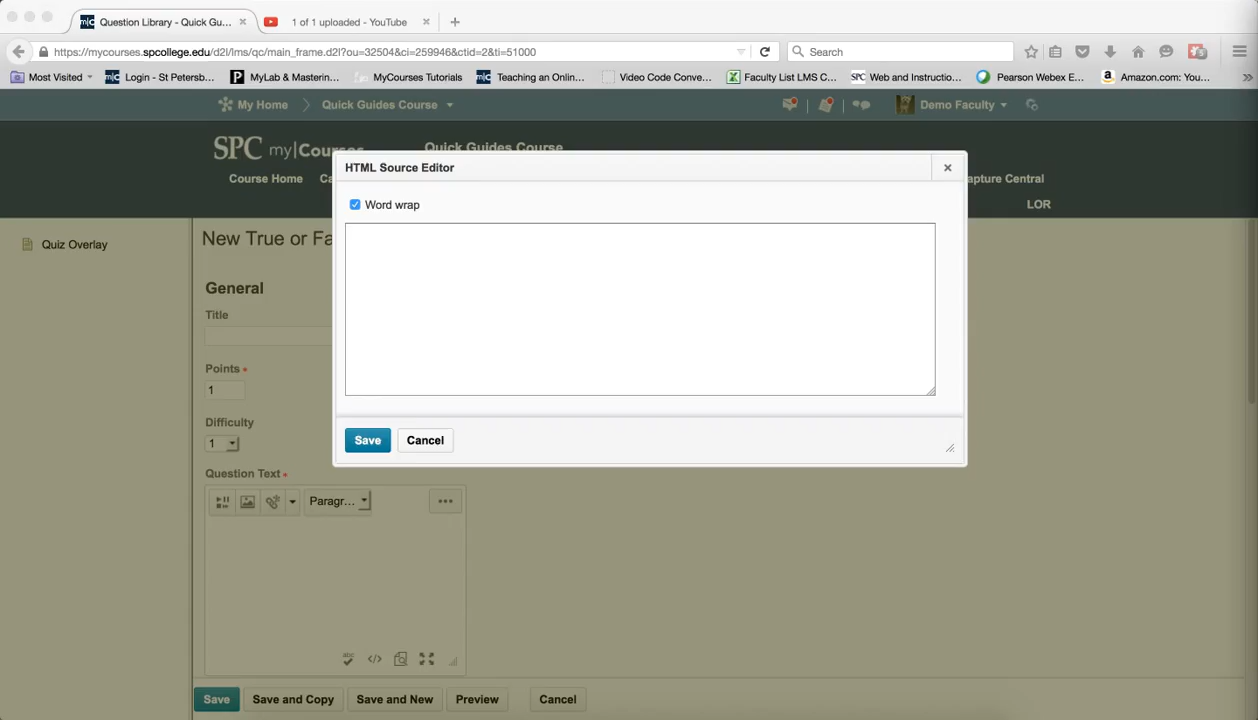 Question Library - Quick Gu...
1 of 1 uploaded - YouTube
https://mycourses.spcollege.edu/d2l/lms/qc/main_frame.d2l?ou=32504&ci=259946&ctid=2&ti=51000
Search
Most Visited
Login - St Petersb...
MyLab & Masterin...
MyCourses Tutorials
Teaching an Onlin...
Video Code Conve...
Faculty List LMS C...
Web and Instructio...
Pearson Webex E...
Amazon.com: You...
My Home
Quick Guides Course
Demo Faculty
SPC my|Courses
Quick Guides Course
Course Home
Ca
apture Central
LOR
HTML Source Editor
Word wrap
Save
Cancel
Quiz Overlay
New True or Fa
General
Title
Points *
1
Difficulty
1
Question Text *
Paragr...
Save
Save and Copy
Save and New
Preview
Cancel